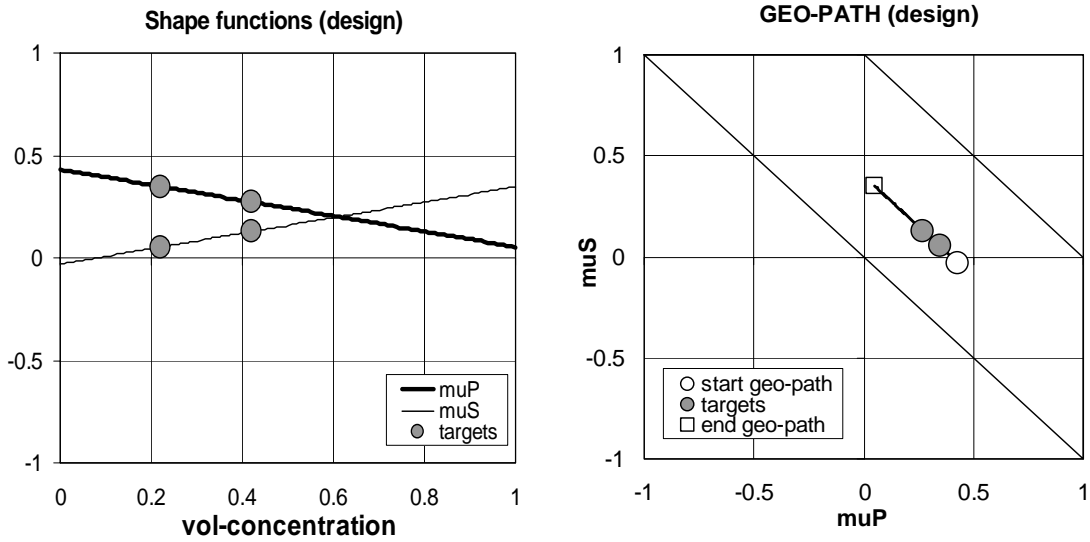 Shape functions (design)
1
0.5
0
-0.5
-1
muP
muS
targets
0 0.2 0.4 0.6 0.8 1
vol-concentration
GEO-PATH (design)
1
0.5
0
-0.5
-1
muS
start geo-path
targets
end geo-path
-1 -0.5 0 0.5 1
muP